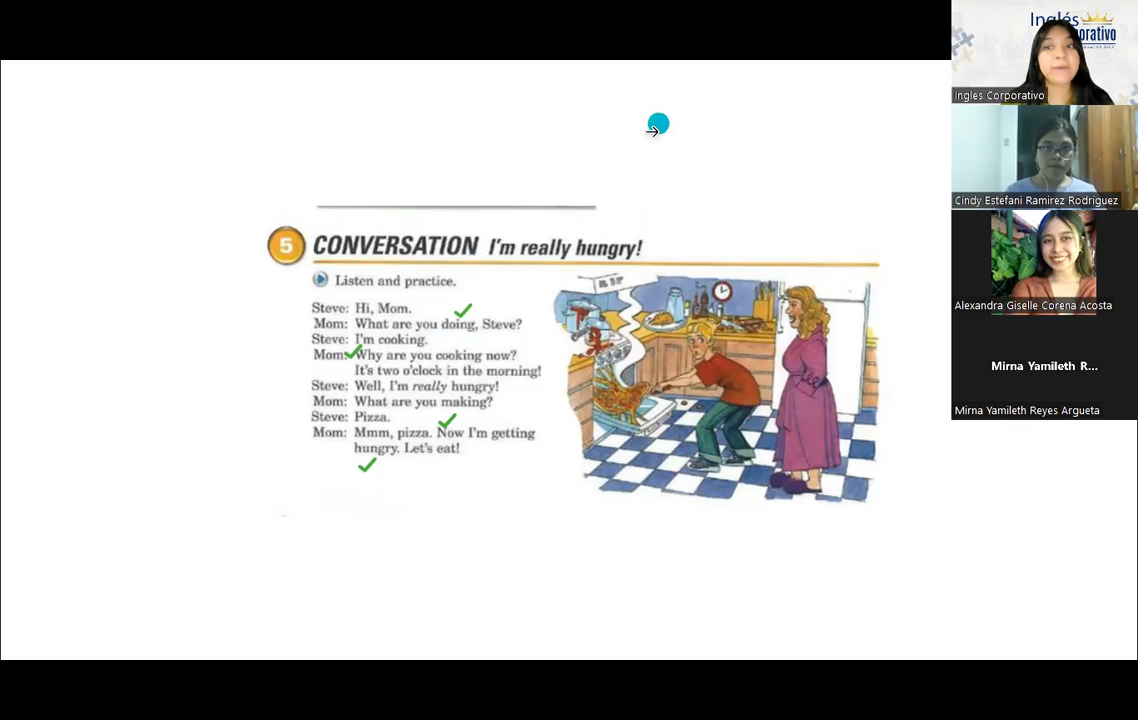 5 CONVERSATION I'm really hungry!
Listen and practice.
Steve: Hi, Mom.
Mom: What are you doing, Steve?
Steve: I'm cooking.
Mom: Why are you cooking now?
It's two o'clock in the morning!
Steve: Well, I'm really hungry!
Mom: What are you making?
Steve: Pizza.
Mom: Mmm, pizza. Now I'm getting
hungry. Let's eat!
Inglés
orativo
Ingles Corporativo
Cindy Estefani Ramirez Rodriguez
Alexandra Giselle Corena Acosta
Mirna Yamileth R...
Mirna Yamileth Reyes Argueta